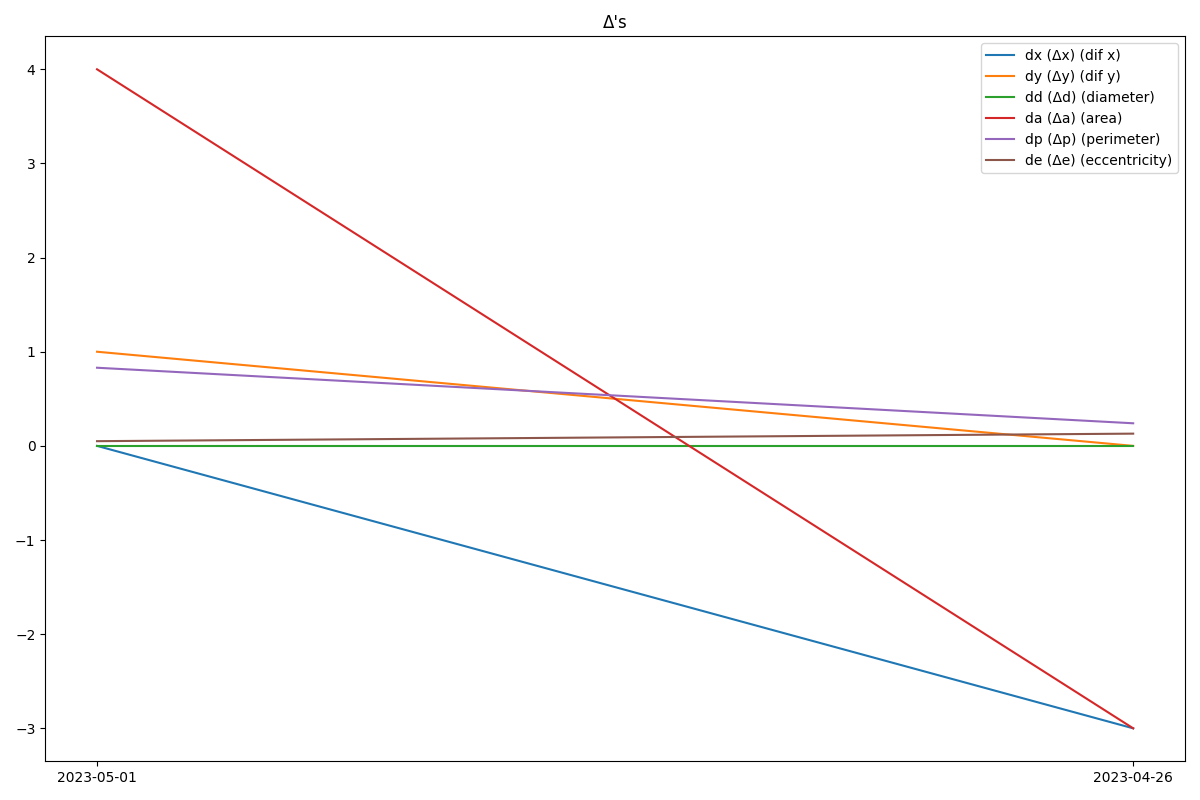 Δ's
dx (Δx) (dif x)
dy (Δy) (dif y)
dd (Δd) (diameter)
da (Δa) (area)
dp (Δp) (perimeter)
de (Δe) (eccentricity)
4
3
2
1
0
−1
−2
−3
2023-05-01
2023-04-26